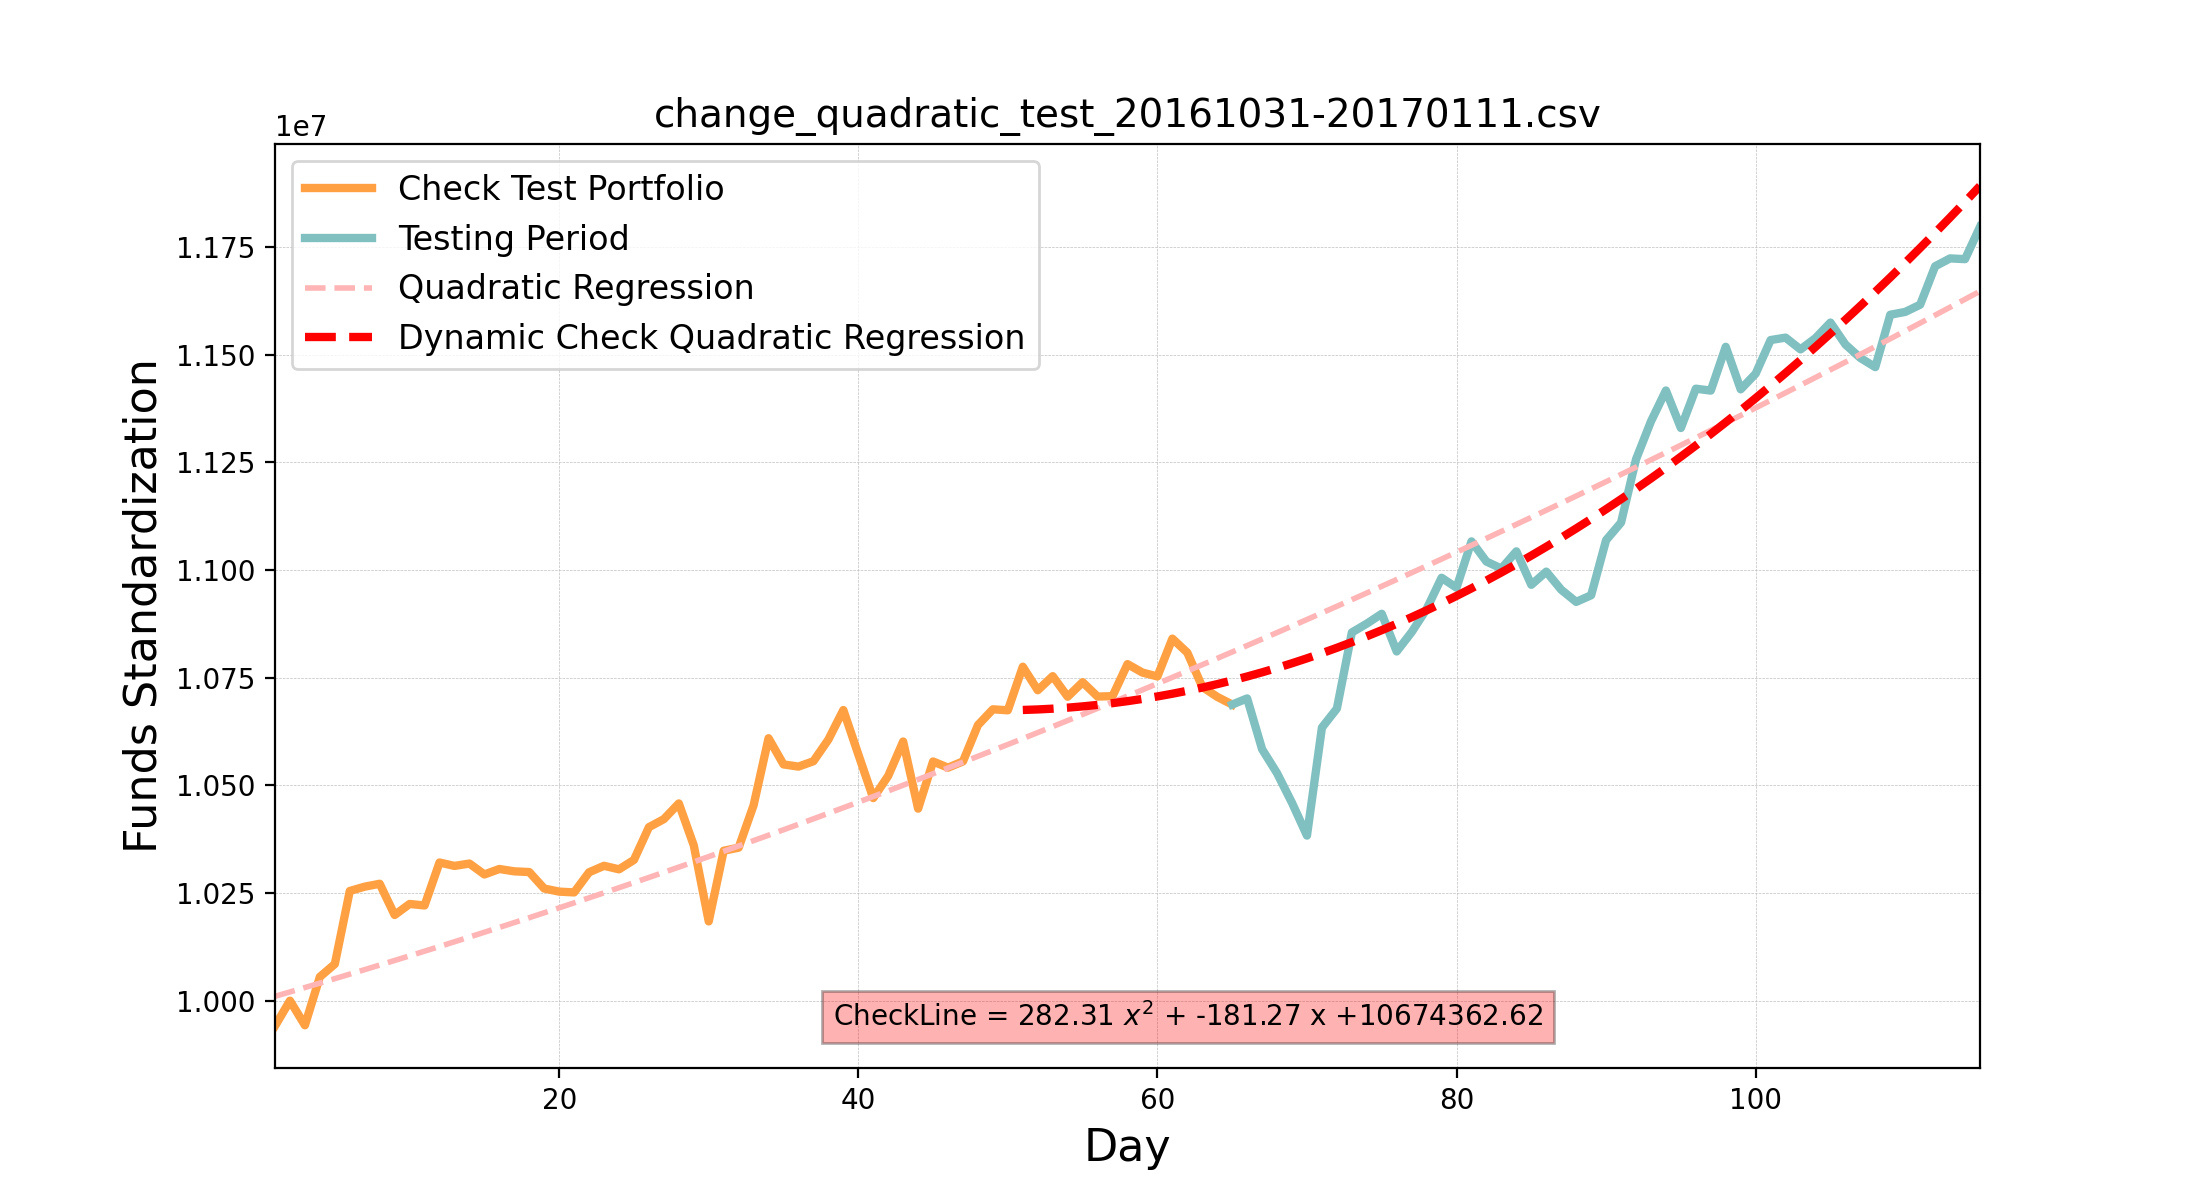 change_quadratic_test_20161031-20170111.csv
1e7
Check Test Portfolio
Testing Period
Quadratic Regression
Dynamic Check Quadratic Regression
Funds Standardization
1.175
1.150
1.125
1.100
1.075
1.050
1.025
1.000
CheckLine = 282.31 x² + -181.27 x +10674362.62
20 40 60 80 100
Day